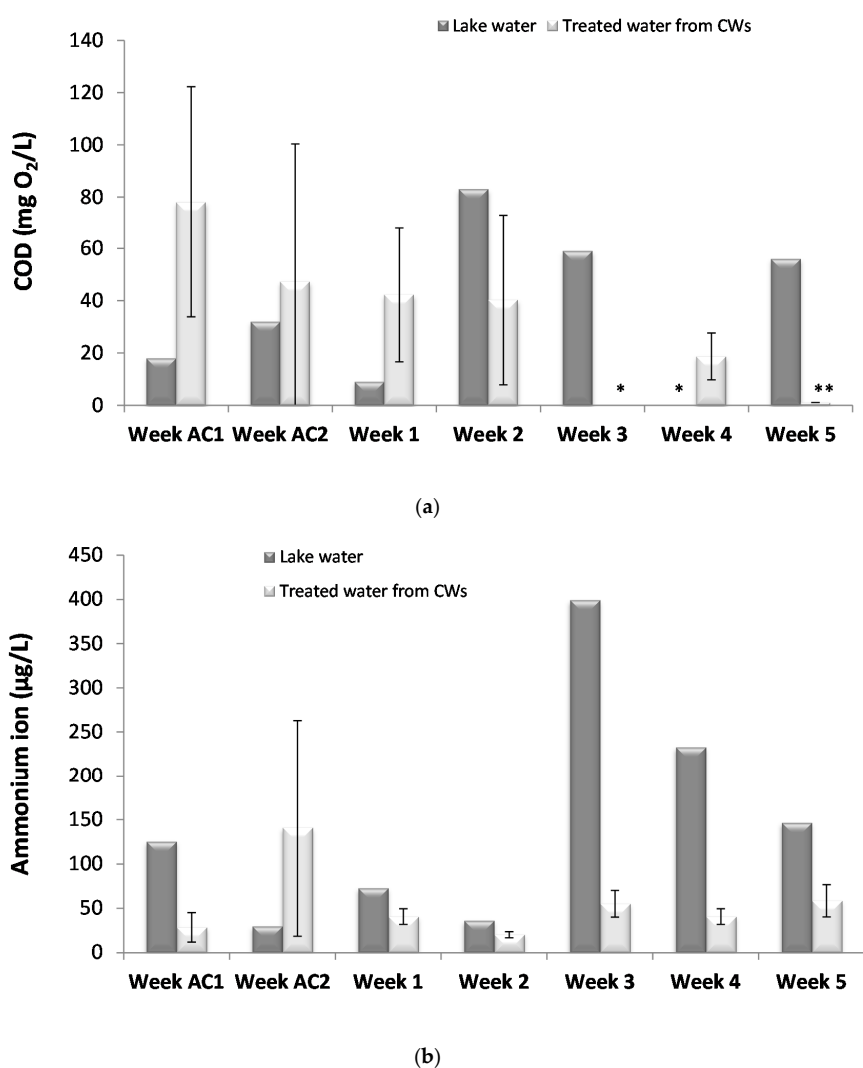 Lake water Treated water from CWs
COD (mg O₂/L)
140
120
100
80
60
40
20
0
* * **
Week AC1 Week AC2 Week 1 Week 2 Week 3 Week 4 Week 5
(a)
Lake water
Treated water from CWs
Ammonium ion (µg/L)
450
400
350
300
250
200
150
100
50
0
Week AC1 Week AC2 Week 1 Week 2 Week 3 Week 4 Week 5
(b)